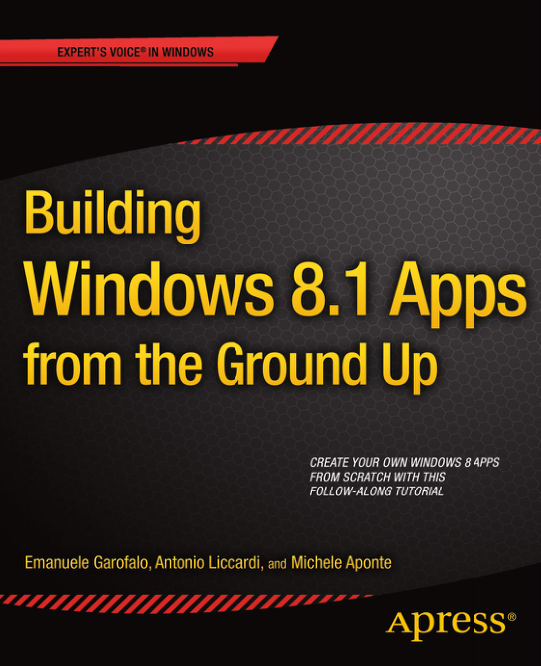 EXPERT'S VOICE® IN WINDOWS
Building
Windows 8.1 Apps
from the Ground Up
CREATE YOUR OWN WINDOWS 8 APPS
FROM SCRATCH WITH THIS
FOLLOW-ALONG TUTORIAL
Emanuele Garofalo, Antonio Liccardi, and Michele Aponte
Apress®